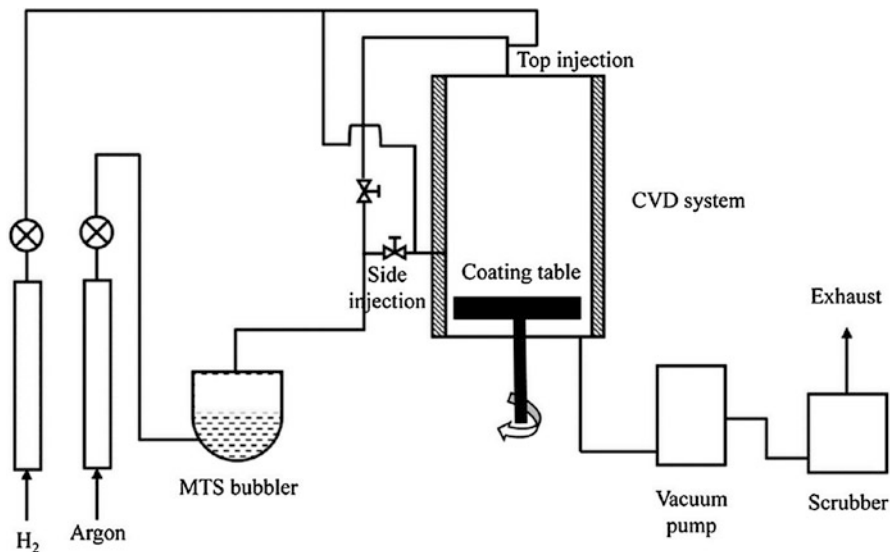 Top injection
CVD system
Side
injection
Coating table
Exhaust
MTS bubbler
Vacuum
pump
Scrubber
H₂
Argon